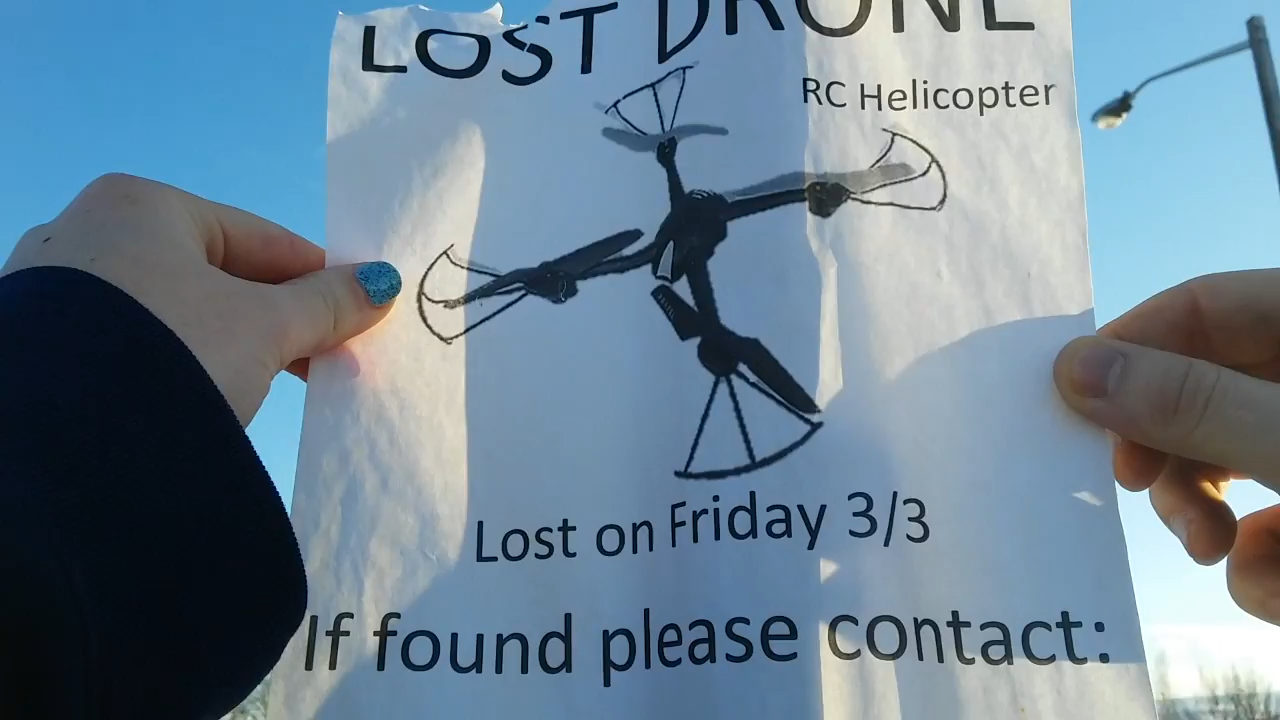 LOST DRONE
RC Helicopter
Lost on Friday 3/3
If found please contact: